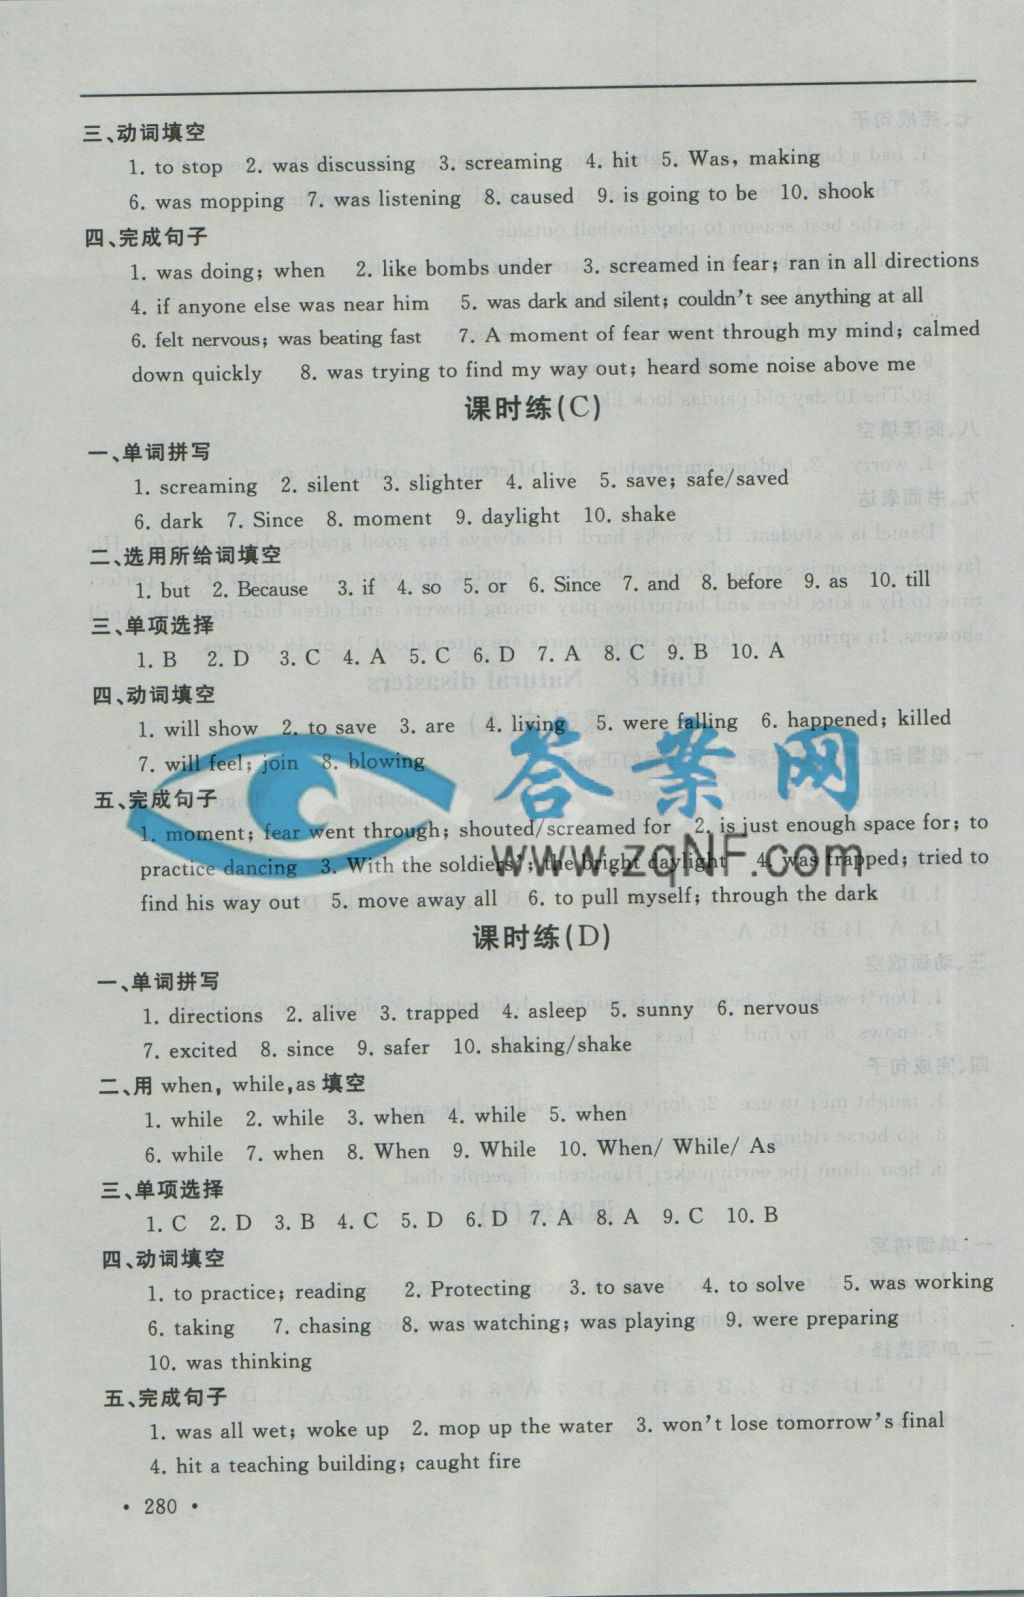 三、动词填空
1. to stop 2. was discussing 3. screaming 4. hit 5. Was, making
6. was mopping 7. was listening 8. caused 9. is going to be 10. shook
四、完成句子
1. was doing; when 2. like bombs under 3. screamed in fear; ran in all directions
4. if anyone else was near him 5. was dark and silent; couldn't see anything at all
6. felt nervous; was beating fast 7. A moment of fear went through my mind; calmed
down quickly 8. was trying to find my way out; heard some noise above me
课时练(C)
一、单词拼写
1. screaming 2. silent 3. slighter 4. alive 5. save; safe/saved
6. dark 7. Since 8. moment 9. daylight 10. shake
二、选用所给词填空
1. but 2. Because 3. if 4. so 5. or 6. Since 7. and 8. before 9. as 10. till
三、单项选择
1. B 2. D 3. C 4. A 5. C 6. D 7. A 8. C 9. B 10. A
四、动词填空
1. will show 2. to save 3. are 4. living 5. were falling 6. happened; killed
7. will feel; join 8. blowing
答案网
五、完成句子
1. moment; fear went through; shouted/screamed for 2. is just enough space for; to
practice dancing 3. With the soldiers'; the bright daylight 4. was trapped; tried to
www.zqNF.com
find his way out 5. move away all 6. to pull myself; through the dark
课时练(D)
一、单词拼写
1. directions 2. alive 3. trapped 4. asleep 5. sunny 6. nervous
7. excited 8. since 9. safer 10. shaking/shake
二、用 when, while,as 填空
1. while 2. while 3. when 4. while 5. when
6. while 7. when 8. When 9. While 10. When/ While/ As
三、单项选择
1. C 2. D 3. B 4. C 5. D 6. D 7. A 8. A 9. C 10. B
四、动词填空
1. to practice; reading 2. Protecting 3. to save 4. to solve 5. was working
6. taking 7. chasing 8. was watching; was playing 9. were preparing
10. was thinking
五、完成句子
1. was all wet; woke up 2. mop up the water 3. won't lose tomorrow's final
4. hit a teaching building; caught fire
• 280 •